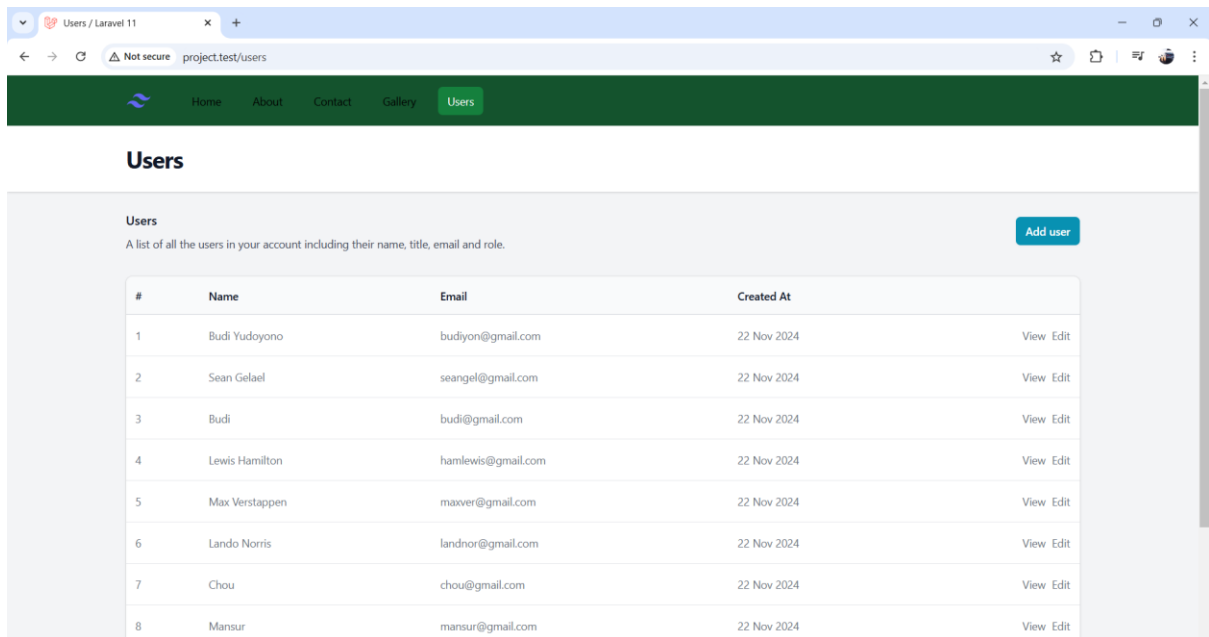 Users / Laravel 11
Not secure project.test/users
Home About Contact Gallery Users
Users
Users
A list of all the users in your account including their name, title, email and role.
Add user
# Name Email Created At
1 Budi Yudoyono budiyon@gmail.com 22 Nov 2024 View Edit
2 Sean Gelael seangel@gmail.com 22 Nov 2024 View Edit
3 Budi budi@gmail.com 22 Nov 2024 View Edit
4 Lewis Hamilton hamlewis@gmail.com 22 Nov 2024 View Edit
5 Max Verstappen maxver@gmail.com 22 Nov 2024 View Edit
6 Lando Norris landnor@gmail.com 22 Nov 2024 View Edit
7 Chou chou@gmail.com 22 Nov 2024 View Edit
8 Mansur mansur@gmail.com 22 Nov 2024 View Edit